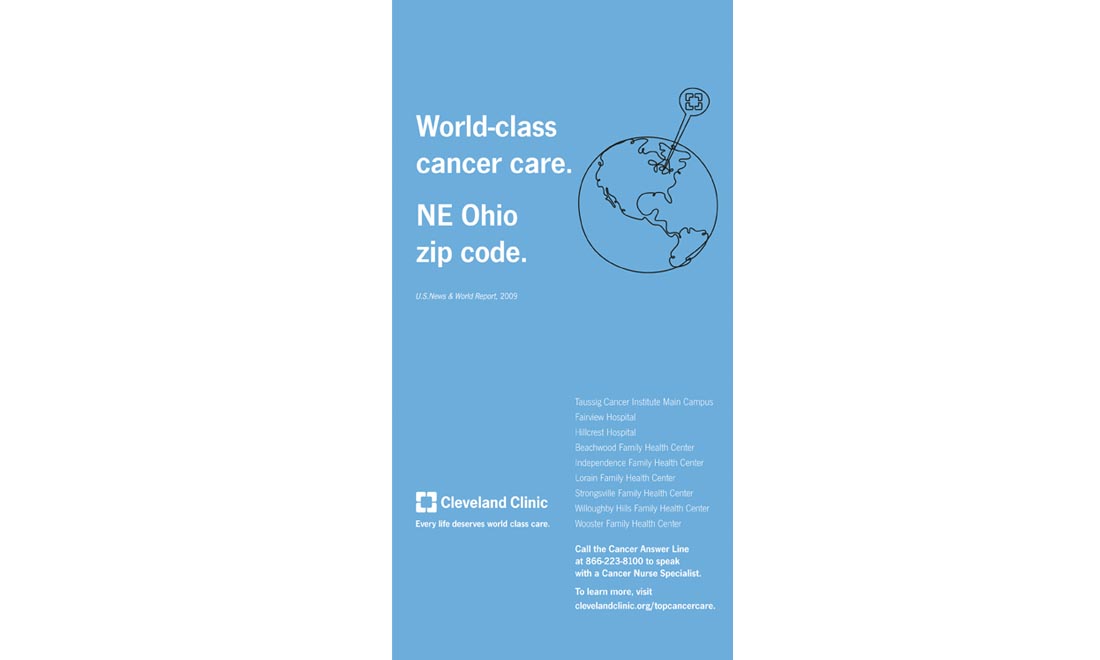 World-class
cancer care.
NE Ohio
zip code.
U.S.News & World Report, 2009
Taussig Cancer Institute Main Campus
Fairview Hospital
Hillcrest Hospital
Beachwood Family Health Center
Independence Family Health Center
Lorain Family Health Center
Strongsville Family Health Center
Willoughby Hills Family Health Center
Wooster Family Health Center
Cleveland Clinic
Every life deserves world class care.
Call the Cancer Answer Line
at 866-223-8100 to speak
with a Cancer Nurse Specialist.
To learn more, visit
clevelandclinic.org/topcancercare.